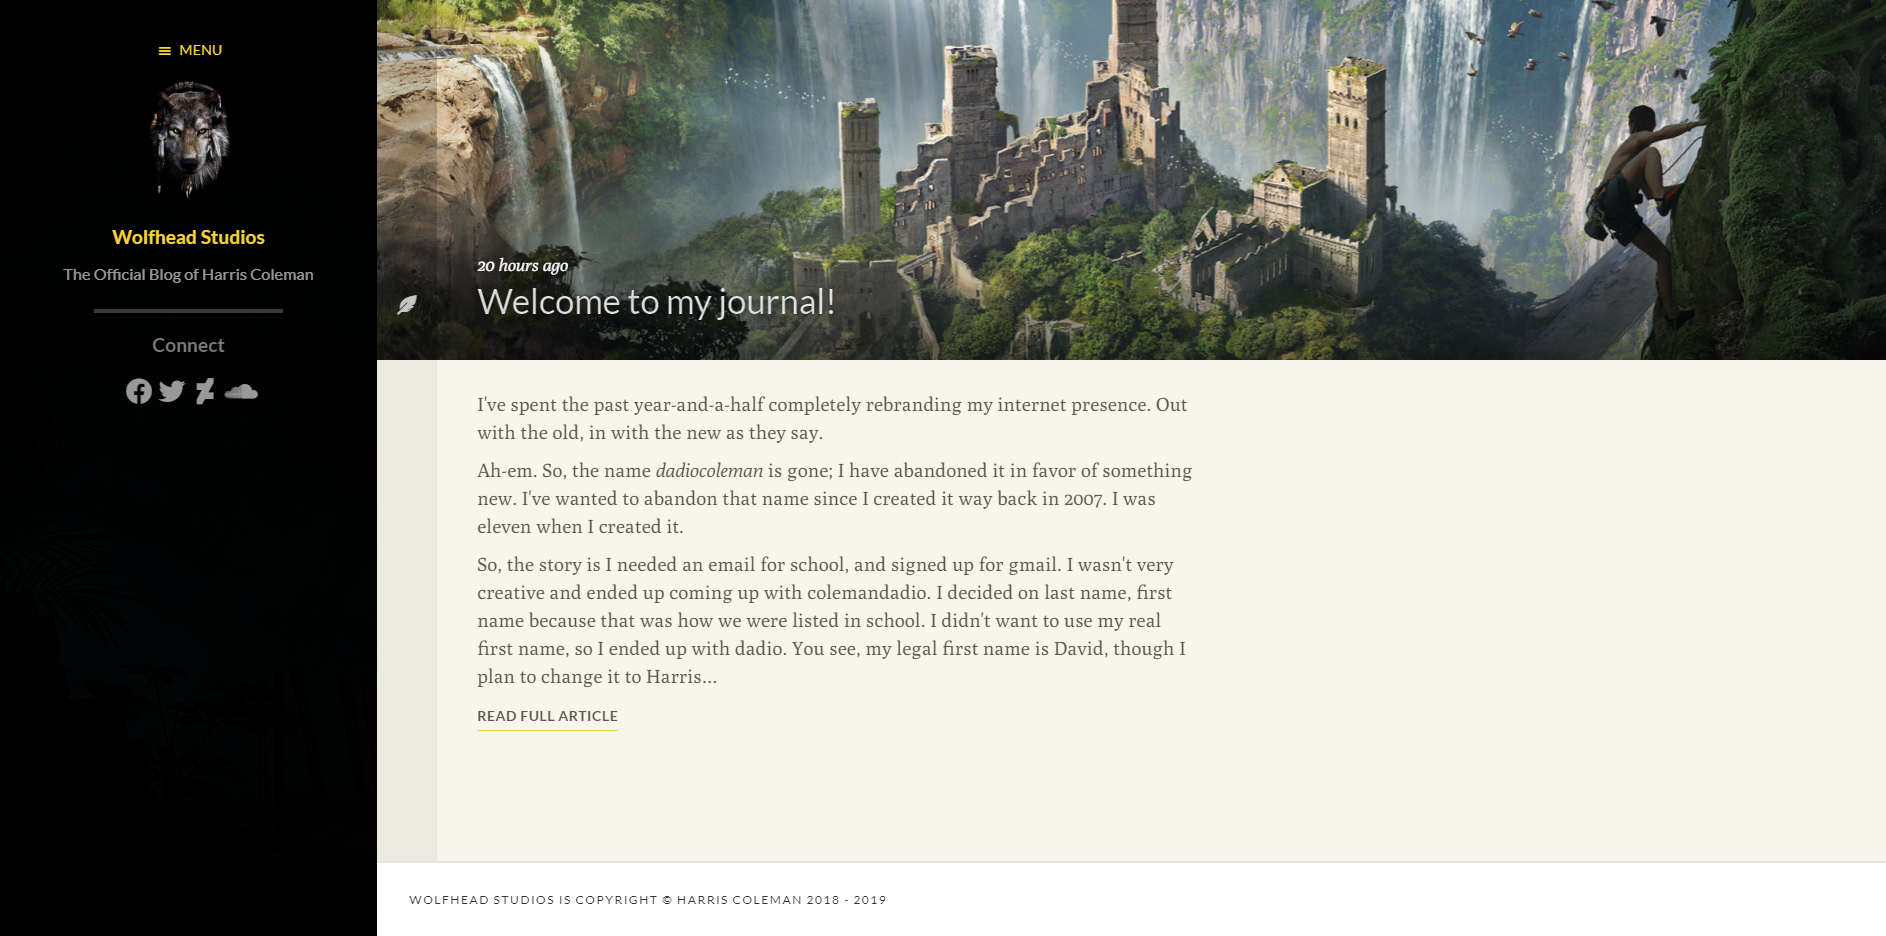 MENU
Wolfhead Studios
The Official Blog of Harris Coleman
Connect
20 hours ago
Welcome to my journal!
I've spent the past year-and-a-half completely rebranding my internet presence. Out
with the old, in with the new as they say.
Ah-em. So, the name dadiocoleman is gone; I have abandoned it in favor of something
new. I've wanted to abandon that name since I created it way back in 2007. I was
eleven when I created it.
So, the story is I needed an email for school, and signed up for gmail. I wasn't very
creative and ended up coming up with colemandadio. I decided on last name, first
name because that was how we were listed in school. I didn't want to use my real
first name, so I ended up with dadio. You see, my legal first name is David, though I
plan to change it to Harris...
READ FULL ARTICLE
WOLFHEAD STUDIOS IS COPYRIGHT © HARRIS COLEMAN 2018 - 2019